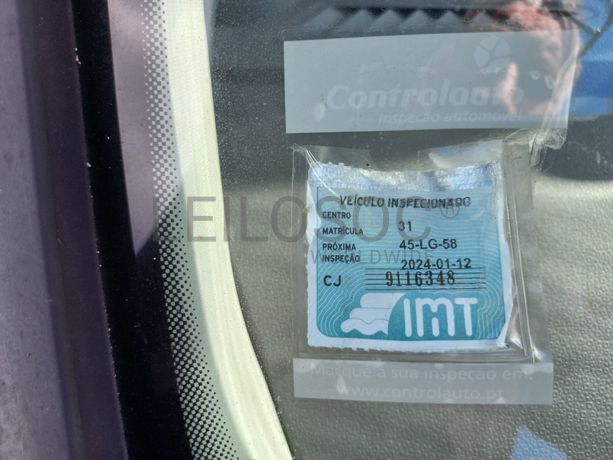 Controlauto
inspeção automóvel
VEÍCULO INSPECIONADO
CENTRO 31
MATRÍCULA 45-LG-58
PRÓXIMA
INSPEÇÃO 2024-01-12
CJ 9116348
IMT
LEILOSOC®
WORLDWIDE
Marque a sua inspeção em:
www.controlauto.pt